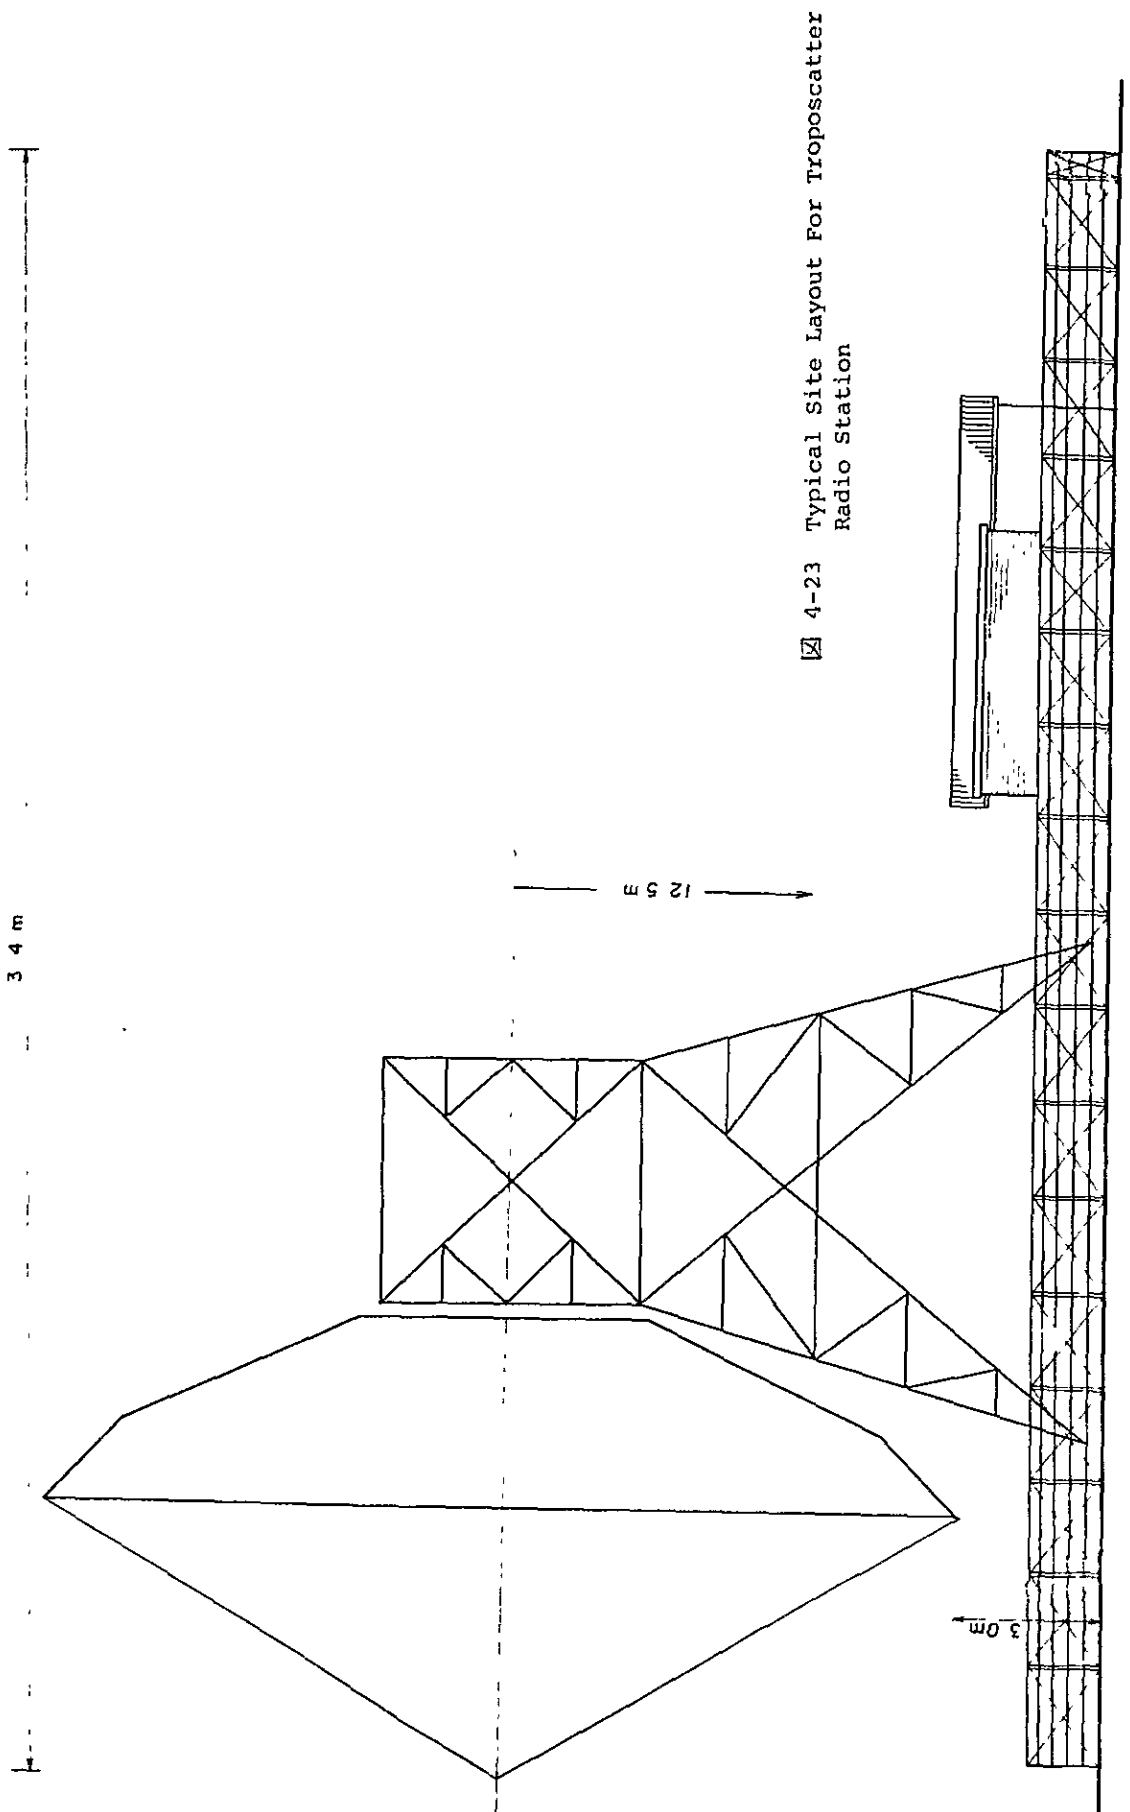 3 4 m
12 5 m
3 0m
図 4-23 Typical Site Layout For Troposcatter
Radio Station